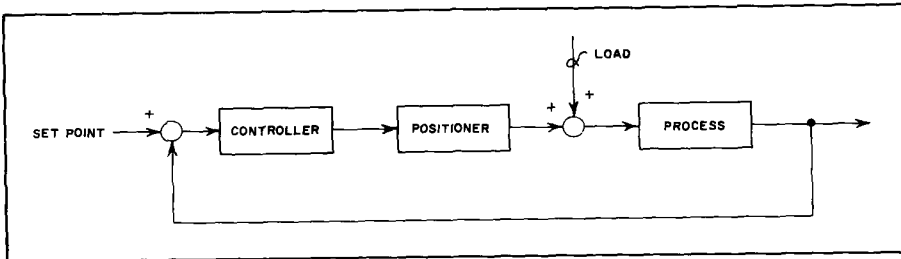 LOAD
+ +
+
SET POINT
CONTROLLER
POSITIONER
PROCESS